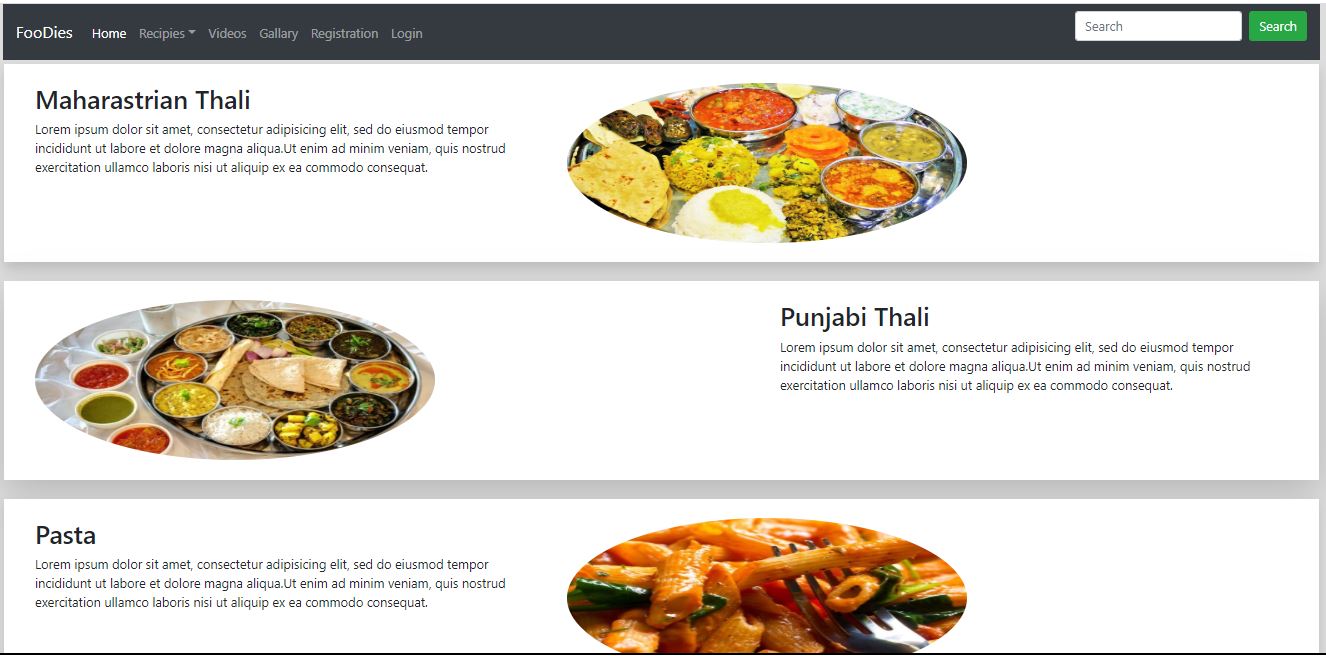 FooDies Home Recipies Videos Gallary Registration Login Search Search
Maharastrian Thali
Lorem ipsum dolor sit amet, consectetur adipisicing elit, sed do eiusmod tempor
incididunt ut labore et dolore magna aliqua.Ut enim ad minim veniam, quis nostrud
exercitation ullamco laboris nisi ut aliquip ex ea commodo consequat.
Punjabi Thali
Lorem ipsum dolor sit amet, consectetur adipisicing elit, sed do eiusmod tempor
incididunt ut labore et dolore magna aliqua.Ut enim ad minim veniam, quis nostrud
exercitation ullamco laboris nisi ut aliquip ex ea commodo consequat.
Pasta
Lorem ipsum dolor sit amet, consectetur adipisicing elit, sed do eiusmod tempor
incididunt ut labore et dolore magna aliqua.Ut enim ad minim veniam, quis nostrud
exercitation ullamco laboris nisi ut aliquip ex ea commodo consequat.